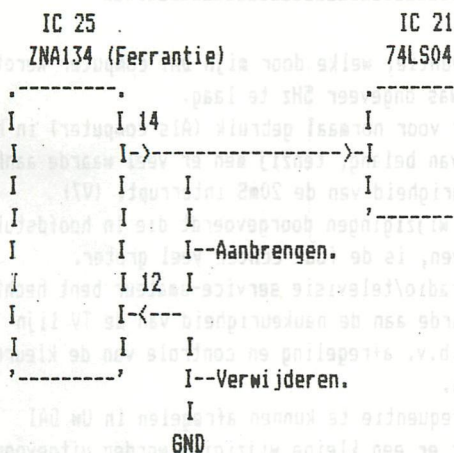 IC 25 IC 21
ZNA134 (Ferrantie) 74LS04
14
Aanbrengen.
12
Verwijderen.
GND